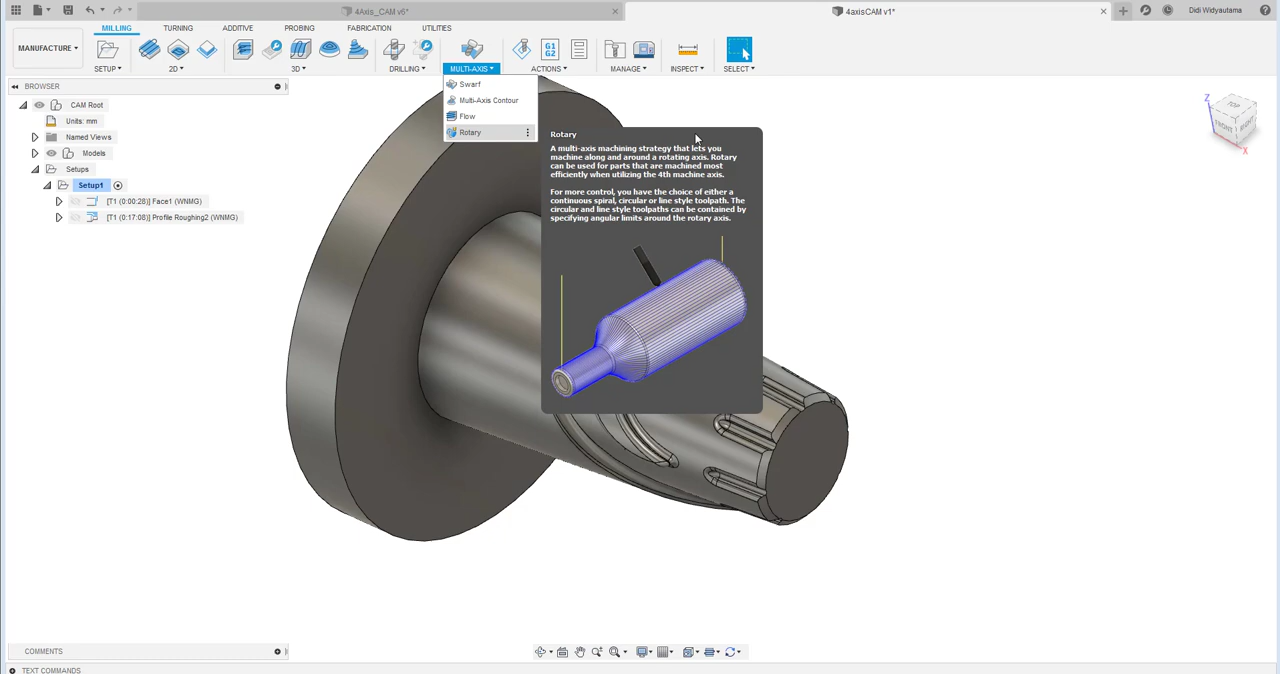 4Axis_CAM v6*
4axisCAM v1*
Didi Widyautama
MANUFACTURE
MILLING TURNING ADDITIVE PROBING FABRICATION UTILITIES
G1
G2
SETUP 2D 3D DRILLING MULTI-AXIS ACTIONS MANAGE INSPECT SELECT
BROWSER
CAM Root
Units: mm
Named Views
Models
Setups
Setup1
[T1 (0:00:28) Face1 (WNMG)
[T1 (0:17:08) Profile Roughing2 (WNMG)
Swarf
Multi-Axis Contour
Flow
Rotary
Rotary
A multi-axis machining strategy that lets you
machine along and around a rotating axis. Rotary
can be used for parts that are machined most
efficiently when utilizing the 4th machine axis.
For more control, you have the choice of either a
continuous spiral, circular or line style toolpath. The
circular and line style toolpaths can be contained by
specifying angular limits around the rotary axis.
Z
TOP
FRONT
RIGHT
X
COMMENTS
TEXT COMMANDS